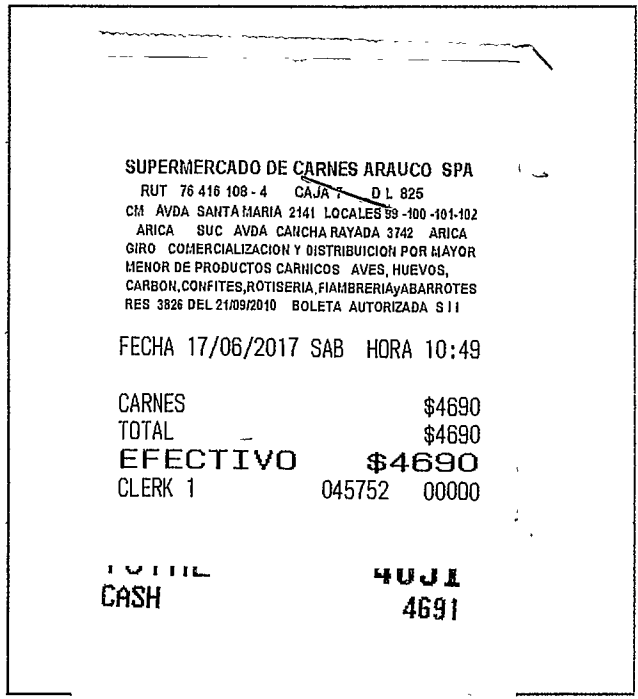 SUPERMERCADO DE CARNES ARAUCO SPA
RUT 76 416 108-4 CAJA 7 D L 825
CM AVDA SANTA MARIA 2141 LOCALES 99-100-101-102
ARICA SUC AVDA CANCHA RAYADA 3742 ARICA
GIRO COMERCIALIZACION Y DISTRIBUICION POR MAYOR
MENOR DE PRODUCTOS CARNICOS AVES, HUEVOS,
CARBON,CONFITES,ROTISERIA,FIAMBRERIAyABARROTES
RES 3826 DEL 21/09/2010 BOLETA AUTORIZADA S I I
FECHA 17/06/2017 SAB HORA 10:49
CARNES $4690
TOTAL $4690
EFECTIVO $4690
CLERK 1 045752 00000
TOTAL
CASH 4691